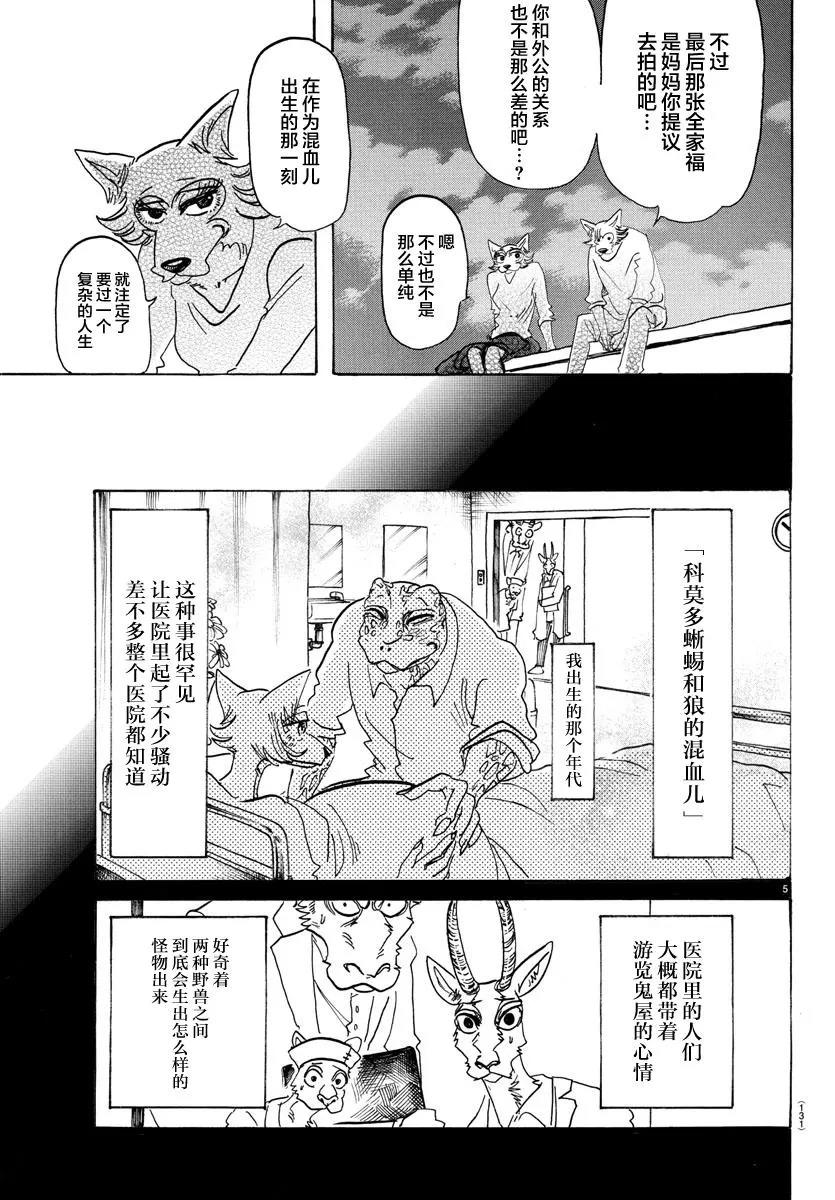 不过
最后那张全家福
是妈妈你提议
去拍的吧…
你和外公的关系
也不是那么差的吧…?
嗯
不过也不是
那么单纯
在作为混血儿
出生的那一刻
就注定了
要过一个
复杂的人生
「科莫多蜥蜴和狼的混血儿」
我出生的那个年代
这种事很罕见
让医院里起了不少骚动
差不多整个医院都知道
5
医院里的人们
大概都带着
游览鬼屋的心情
好奇着
两种野兽之间
到底会生出怎么样的
怪物出来
(131)